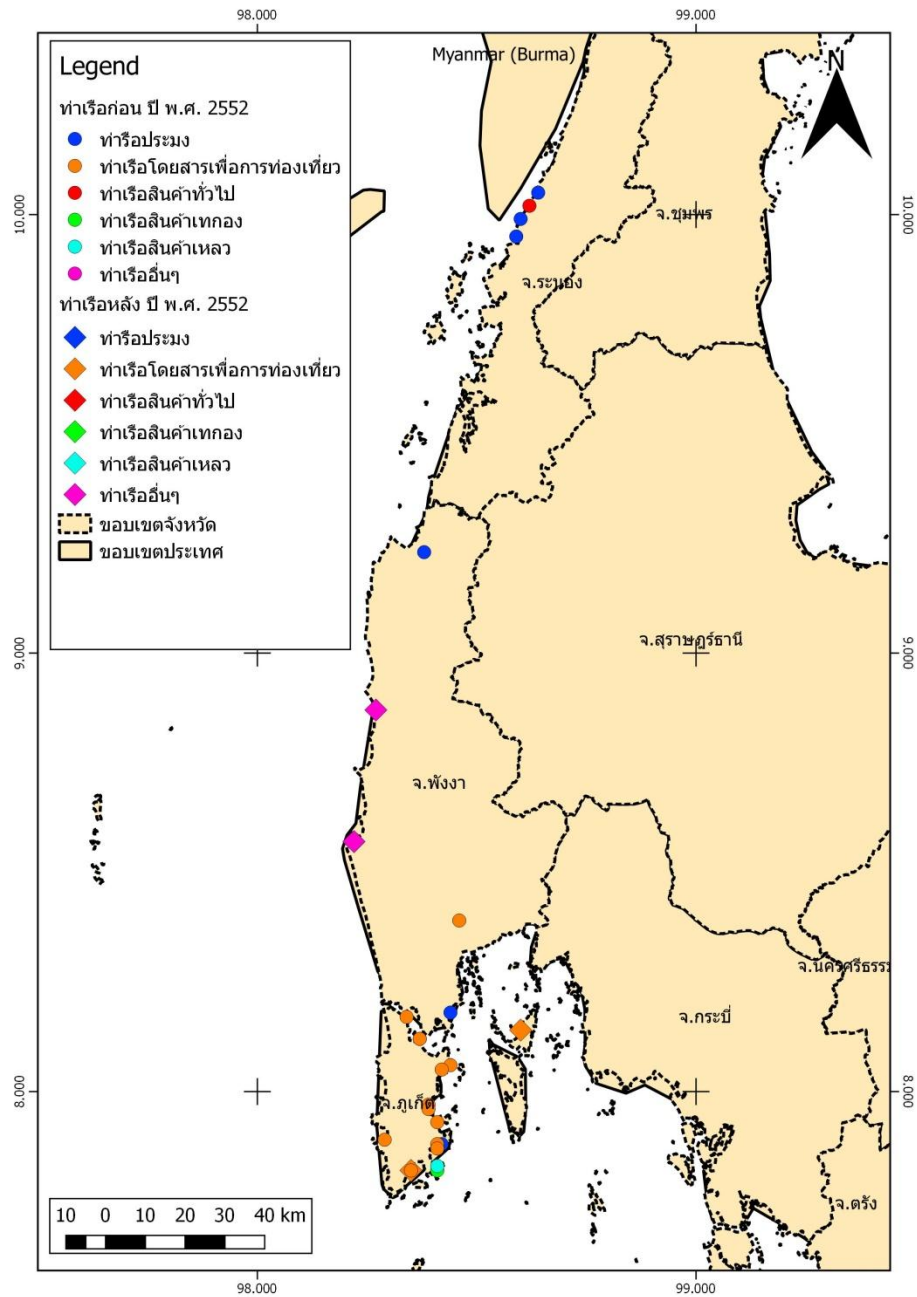 98.000
99.000
Myanmar (Burma)
N
Legend
ท่าเรือก่อน ปี พ.ศ. 2552
ท่ารือประมง
ท่าเรือโดยสารเพื่อการท่องเที่ยว
ท่าเรือสินค้าทั่วไป
ท่าเรือสินค้าเทกอง
ท่าเรือสินค้าเหลว
ท่าเรืออื่นๆ
ท่าเรือหลัง ปี พ.ศ. 2552
ท่ารือประมง
ท่าเรือโดยสารเพื่อการท่องเที่ยว
ท่าเรือสินค้าทั่วไป
ท่าเรือสินค้าเทกอง
ท่าเรือสินค้าเหลว
ท่าเรืออื่นๆ
ขอบเขตจังหวัด
ขอบเขตประเทศ
10.000
10.000
จ.ชุมพร
จ.ระนอง
9.000
9.000
จ.สุราษฎร์ธานี
จ.พังงา
จ.นครศรีธรรม
จ.กระบี่
8.000
8.000
จ.ภูเก็ต
จ.ตรัง
10 0 10 20 30 40 km
98.000
99.000